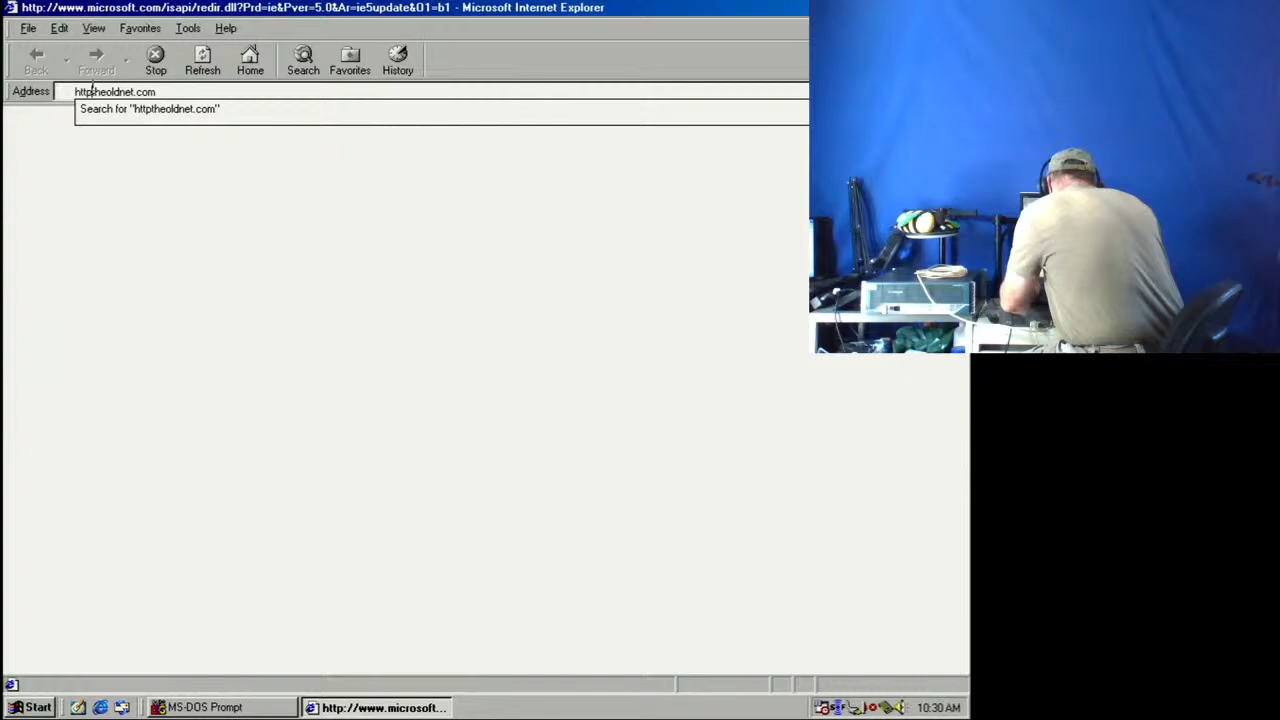 http://www.microsoft.com/isapi/redir.dll?Prd=ie&Pver=5.0&Ar=ie5update&O1=b1 - Microsoft Internet Explorer
File Edit View Favorites Tools Help
Back Forward Stop Refresh Home Search Favorites History
Address httptheoldnet.com
Search for "httptheoldnet.com"
Start MS-DOS Prompt http://www.microsoft... 10:30 AM